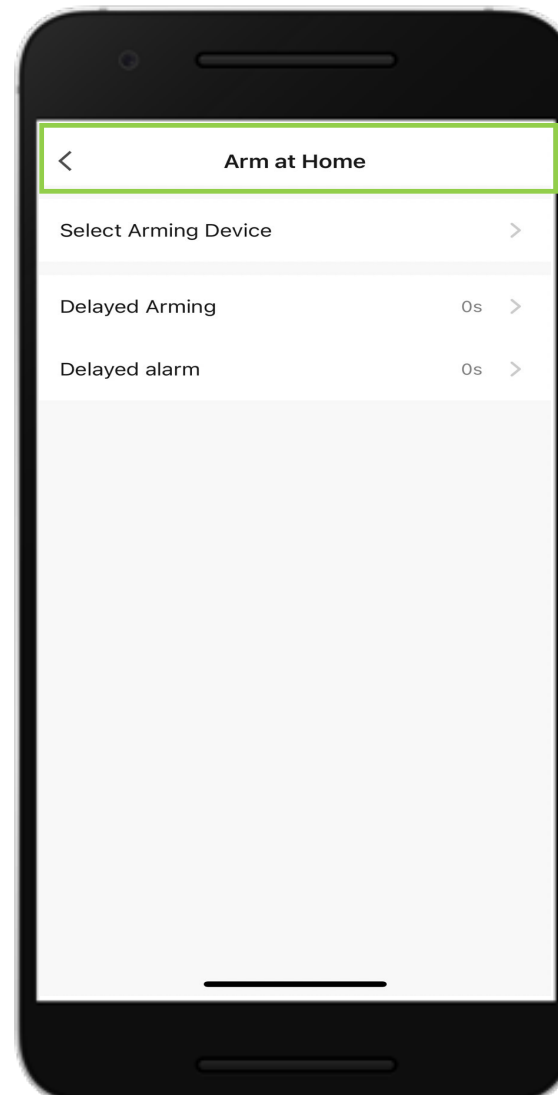 Arm at Home
Select Arming Device
Delayed Arming 0s
Delayed alarm 0s